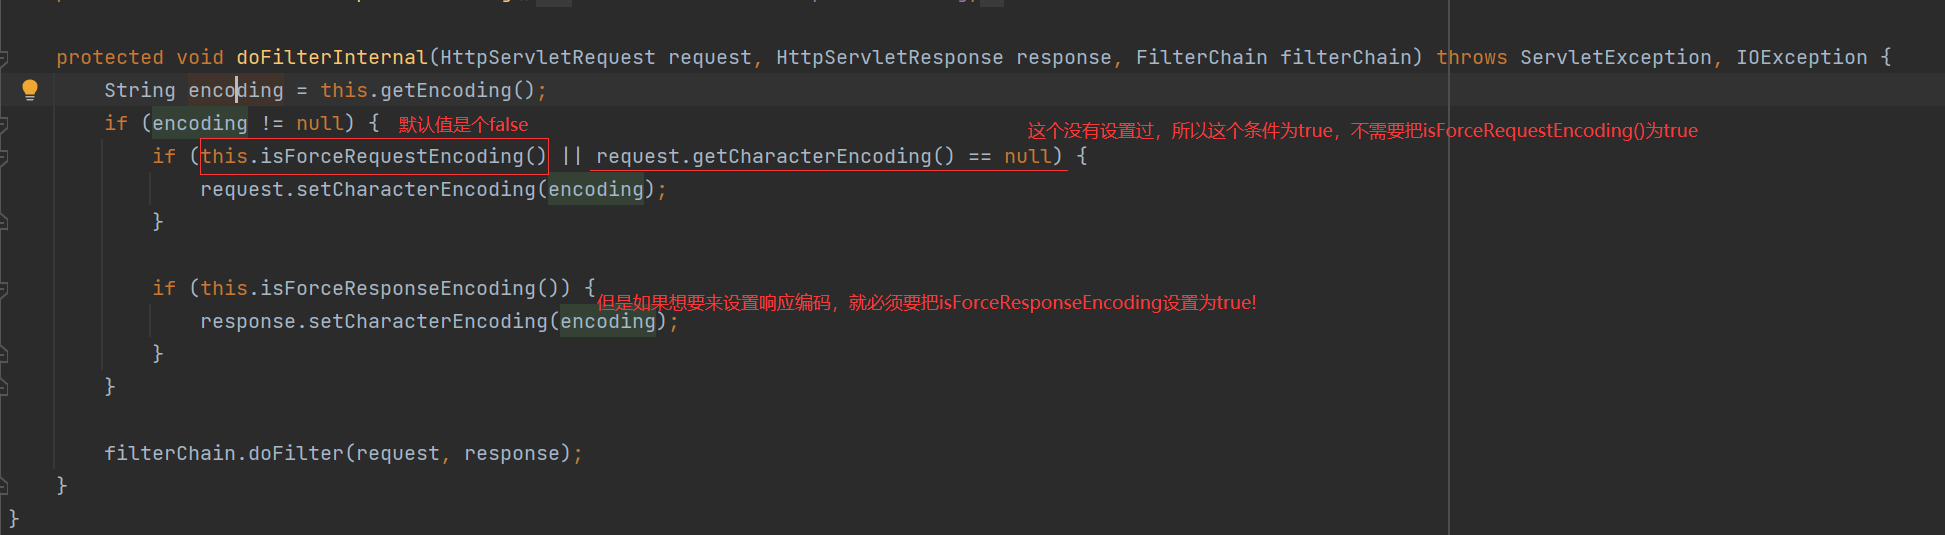 protected void doFilterInternal(HttpServletRequest request, HttpServletResponse response, FilterChain filterChain) throws ServletException, IOException {
String encoding = this.getEncoding();
if (encoding != null) { 默认值是个false
这个没有设置过，所以这个条件为true，不需要把isForceRequestEncoding()为true
if (this.isForceRequestEncoding() || request.getCharacterEncoding() == null) {
request.setCharacterEncoding(encoding);
}
if (this.isForceResponseEncoding()) {
但是如果想要来设置响应编码，就必须要把isForceResponseEncoding设置为true!
response.setCharacterEncoding(encoding);
}
}
filterChain.doFilter(request, response);
}
}